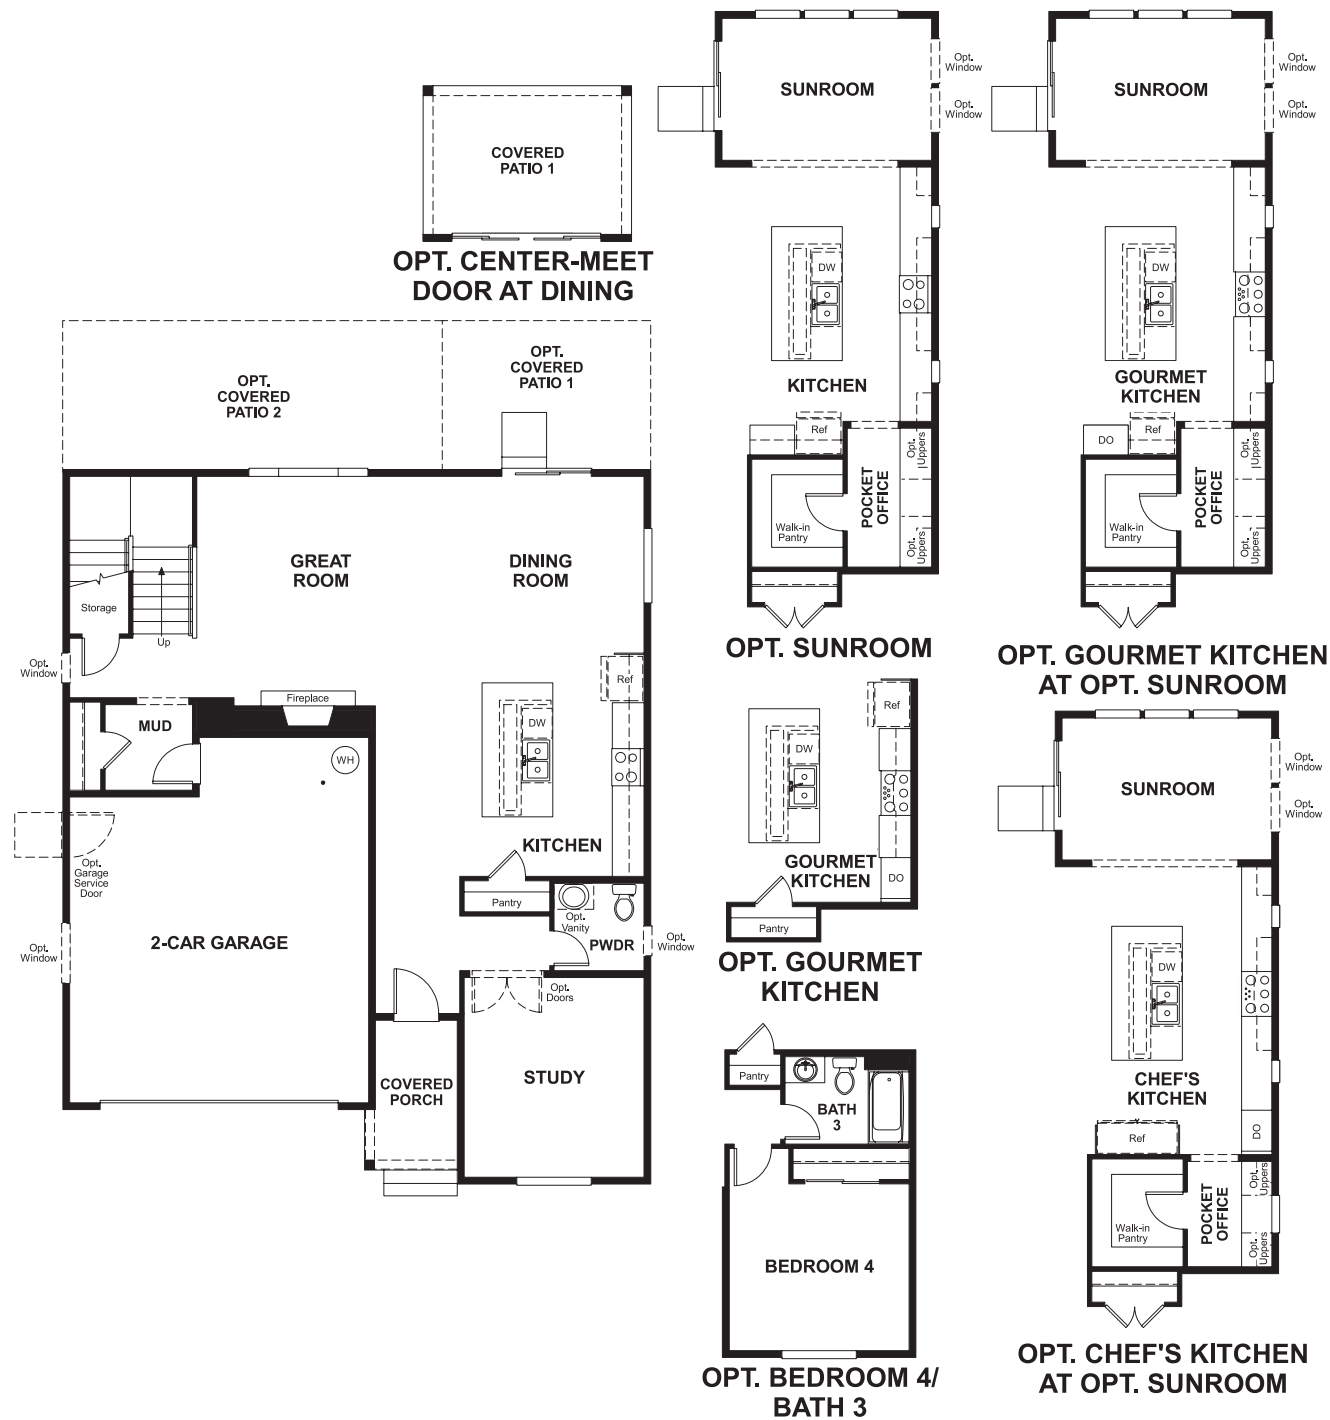 COVERED
PATIO 1
OPT. CENTER-MEET
DOOR AT DINING
OPT.
COVERED
PATIO 2
OPT.
COVERED
PATIO 1
GREAT
ROOM
DINING
ROOM
Storage
Up
Opt.
Window
Fireplace
Ref
MUD
WH
DW
KITCHEN
Opt.
Garage
Service
Door
2-CAR GARAGE
Opt.
Window
Pantry
Opt.
Vanity
PWDR
Opt.
Window
Opt.
Doors
COVERED
PORCH
STUDY
SUNROOM
Opt.
Window
Opt.
Window
DW
KITCHEN
Ref
Opt.
Uppers
POCKET
OFFICE
Walk-in
Pantry
Opt.
Uppers
OPT. SUNROOM
SUNROOM
Opt.
Window
Opt.
Window
DW
GOURMET
KITCHEN
DO
Ref
Opt.
Uppers
POCKET
OFFICE
Walk-in
Pantry
Opt.
Uppers
OPT. GOURMET KITCHEN
AT OPT. SUNROOM
Ref
DW
GOURMET
KITCHEN
DO
Pantry
OPT. GOURMET
KITCHEN
Pantry
BATH
3
BEDROOM 4
OPT. BEDROOM 4/
BATH 3
SUNROOM
Opt.
Window
Opt.
Window
DW
CHEF'S
KITCHEN
Ref
DO
Opt.
Uppers
POCKET
OFFICE
Walk-in
Pantry
Opt.
Uppers
OPT. CHEF'S KITCHEN
AT OPT. SUNROOM